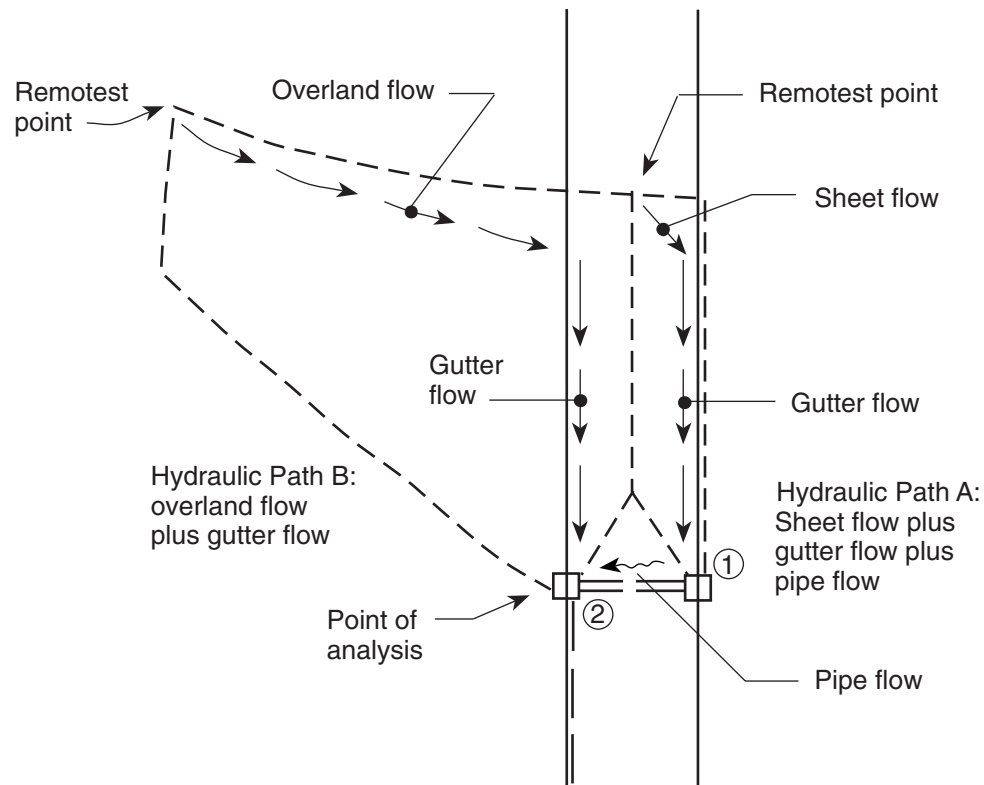 Remotest
point
Overland flow
Remotest point
Sheet flow
Gutter
flow
Gutter flow
Hydraulic Path B:
overland flow
plus gutter flow
Hydraulic Path A:
Sheet flow plus
gutter flow plus
pipe flow
1
2
Point of
analysis
Pipe flow